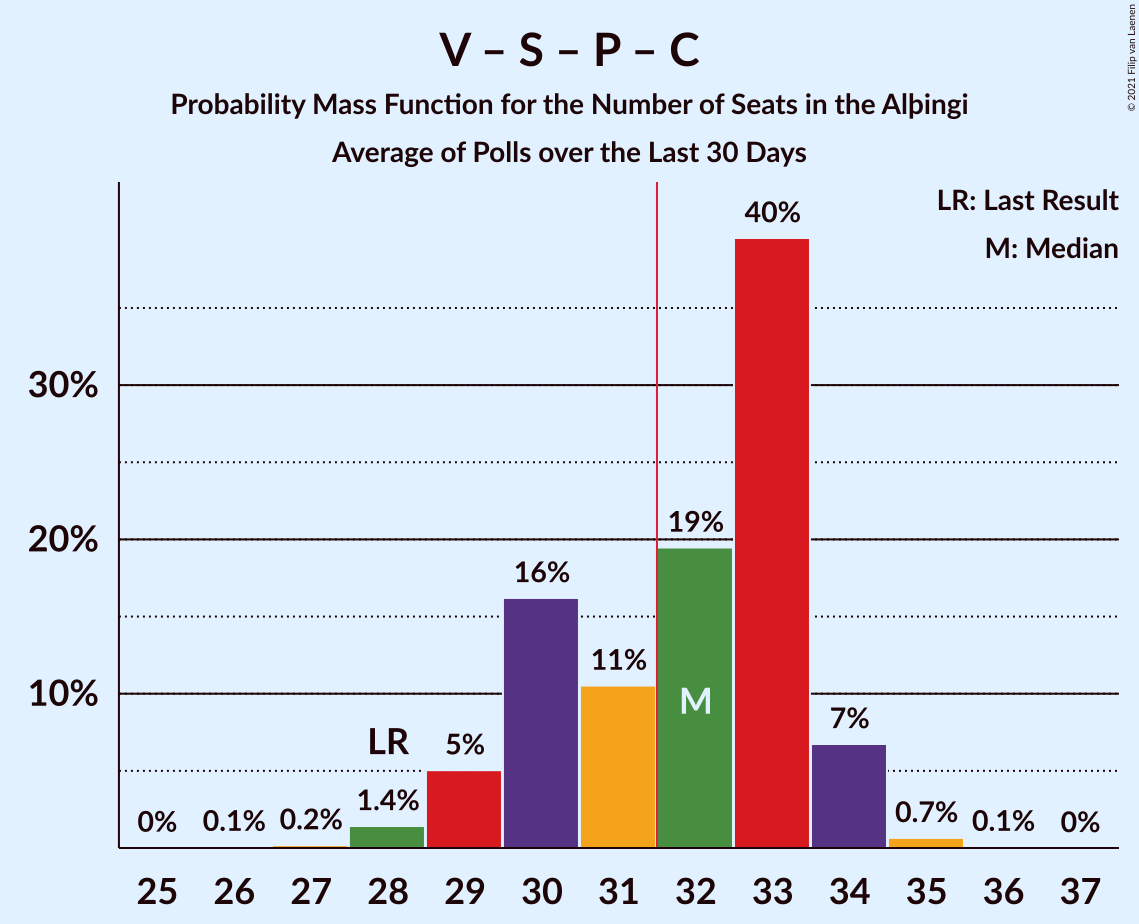 V – S – P – C
Probability Mass Function for the Number of Seats in the Alþingi
Average of Polls over the Last 30 Days
© 2021 Filip van Laenen
LR: Last Result
M: Median
40%
30%
20%
10%
19%
16%
11%
M
7%
LR
5%
1.4%
0%
0.1%
0.2%
0.7%
0.1%
0%
25 26 27 28 29 30 31 32 33 34 35 36 37